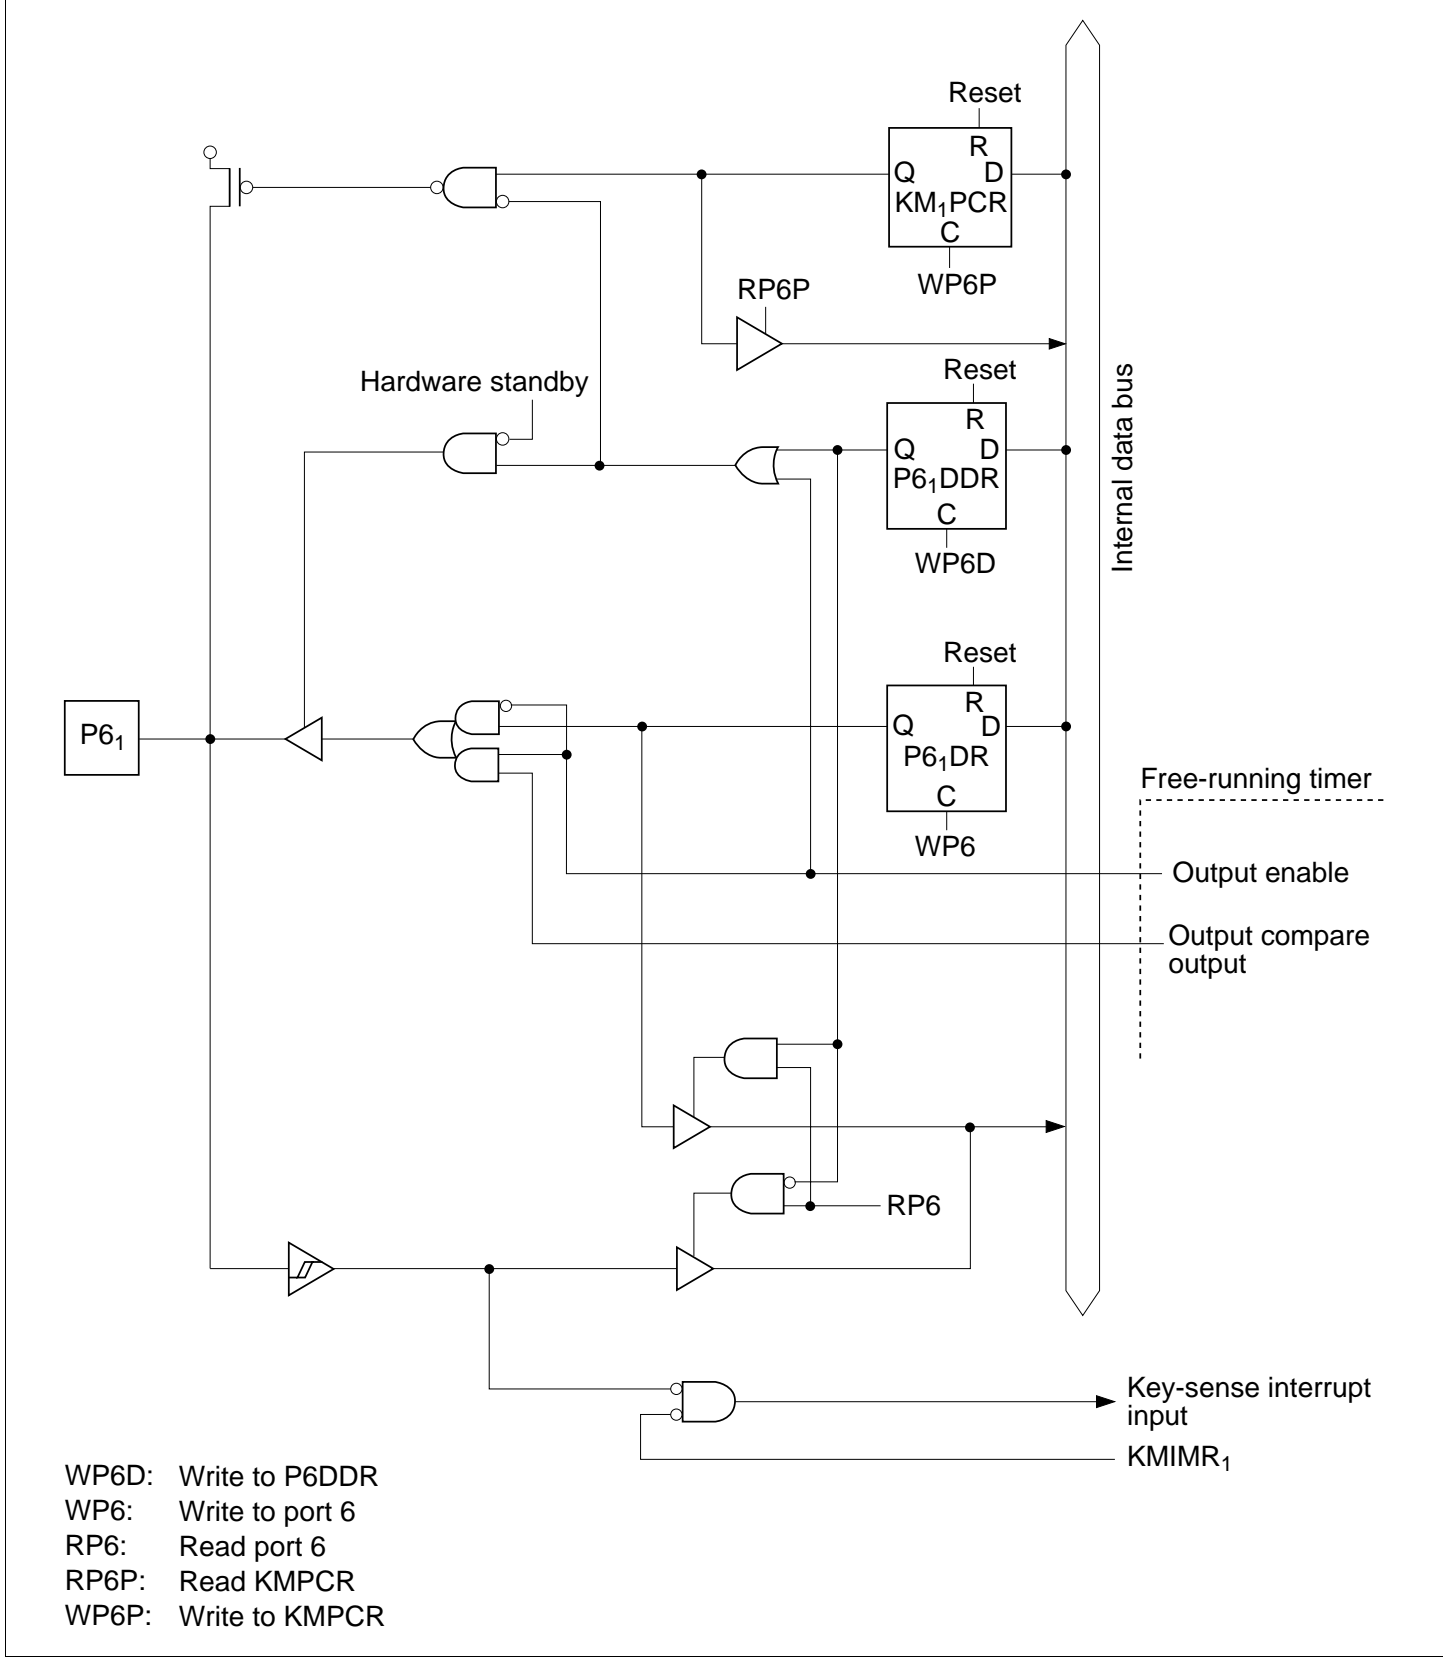 Reset
R
Q D
KM₁PCR
C
WP6P
RP6P
Hardware standby
Reset
R
Q D
P6₁DDR
C
WP6D
Internal data bus
Reset
R
Q D
P6₁DR
C
WP6
P6₁
Free-running timer
Output enable
Output compare
output
RP6
Key-sense interrupt
input
KMIMR₁
WP6D: Write to P6DDR
WP6: Write to port 6
RP6: Read port 6
RP6P: Read KMPCR
WP6P: Write to KMPCR